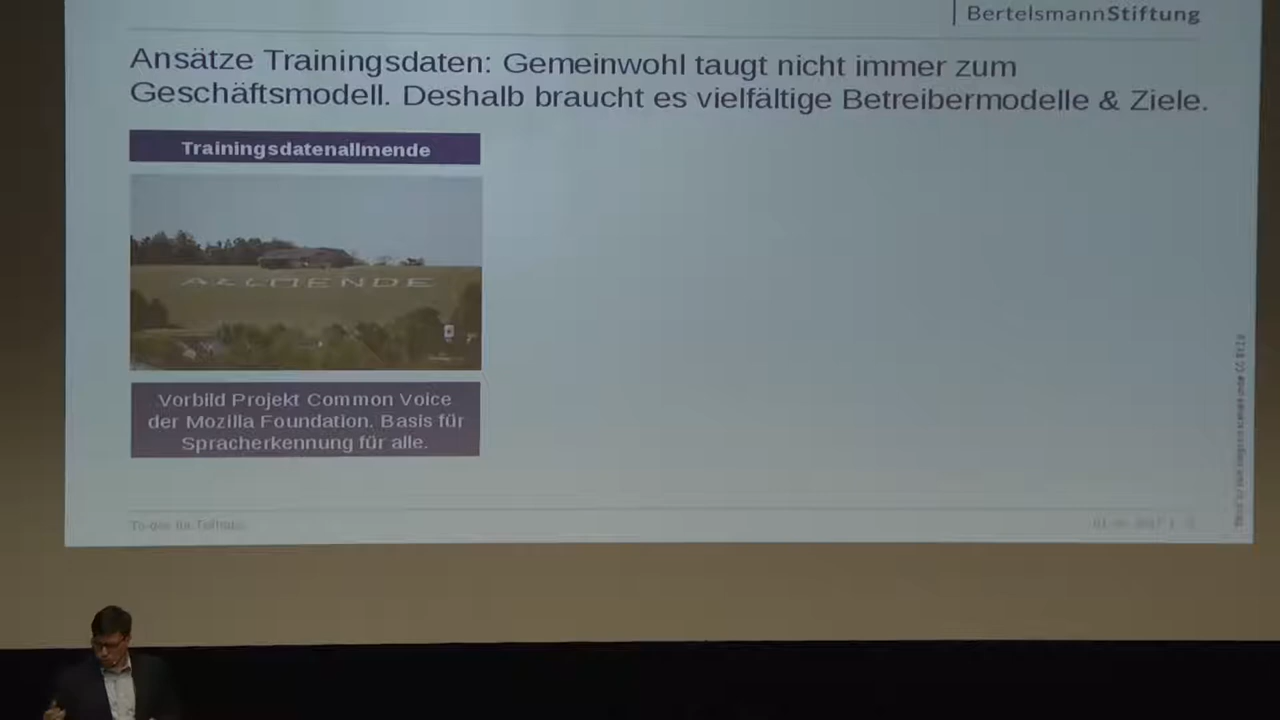 BertelsmannStiftung
Ansätze Trainingsdaten: Gemeinwohl taugt nicht immer zum
Geschäftsmodell. Deshalb braucht es vielfältige Betreibermodelle & Ziele.
Trainingsdatenallmende
ALLMENDE
Vorbild Projekt Common Voice
der Mozilla Foundation. Basis für
Spracherkennung für alle.